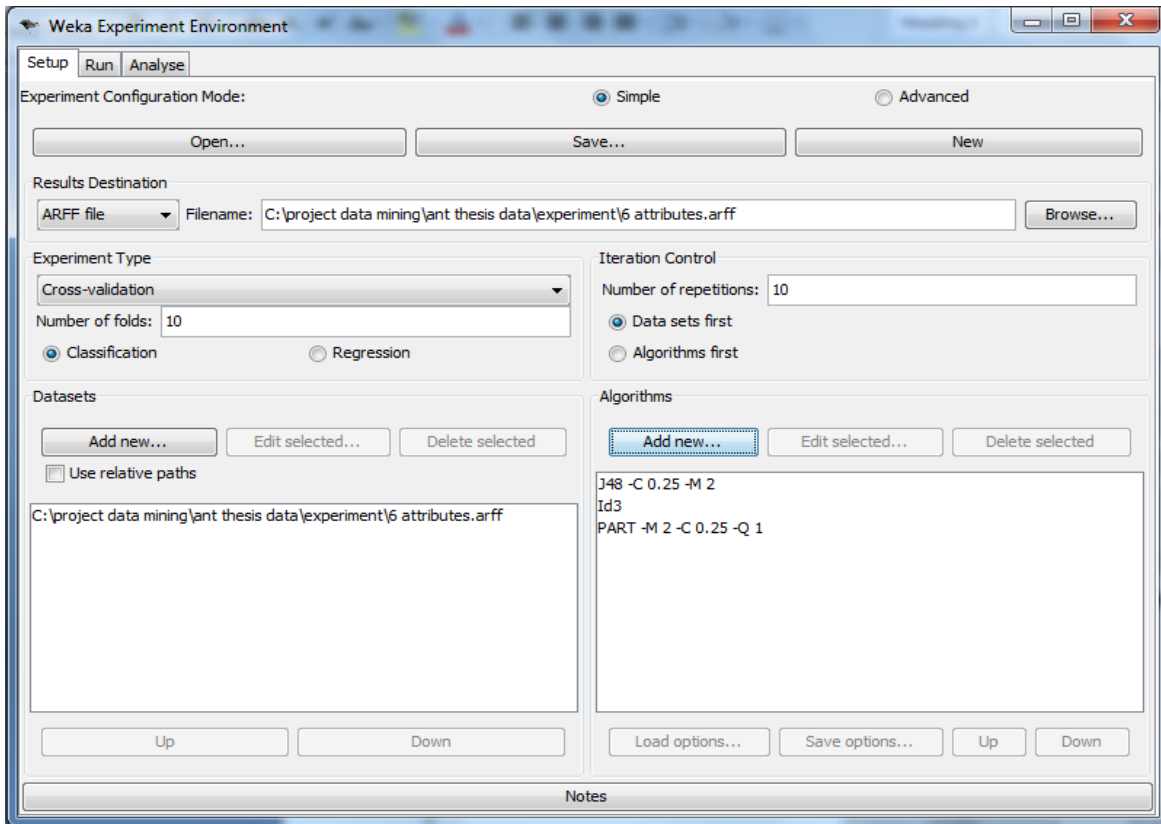 Weka Experiment Environment
Setup Run Analyse
Experiment Configuration Mode: Simple Advanced
Open... Save... New
Results Destination
ARFF file Filename: C:\project data mining\ant thesis data\experiment\6 attributes.arff Browse...
Experiment Type Iteration Control
Cross-validation Number of repetitions: 10
Number of folds: 10 Data sets first
Classification Regression Algorithms first
Datasets Algorithms
Add new... Edit selected... Delete selected Add new... Edit selected... Delete selected
Use relative paths
J48 -C 0.25 -M 2
C:\project data mining\ant thesis data\experiment\6 attributes.arff Id3
PART -M 2 -C 0.25 -Q 1
Up Down Load options... Save options... Up Down
Notes